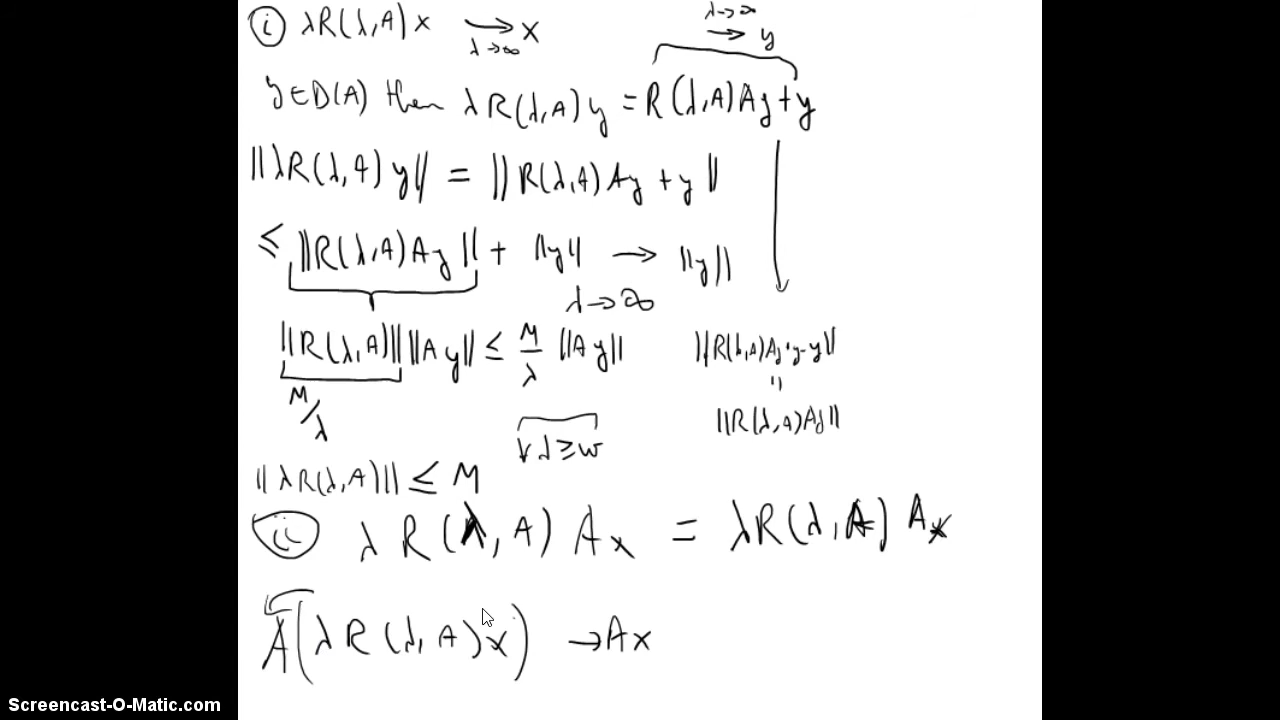 (i) λR(λ,A)x ⟶ x
λ→∞
λ→∞
⟶ y
y∈D(A) then λR(λ,A)y = R(λ,A)Ay+y
||λR(λ,A)y|| = ||R(λ,A)Ay+y||
≤ ||R(λ,A)Ay|| + ||y|| ⟶ ||y||
λ→∞
||R(λ,A)|| ||Ay|| ≤ M/λ ||Ay||
||R(λ,A)Ay+y-y||
"
||R(λ,A)Ay||
M/λ
∀λ≥w
||λR(λ,A)|| ≤ M
(ii) λR(λ,A)Ax = λR(λ,A)Ax
A(λR(λ,A)x) →Ax
Screencast-O-Matic.com